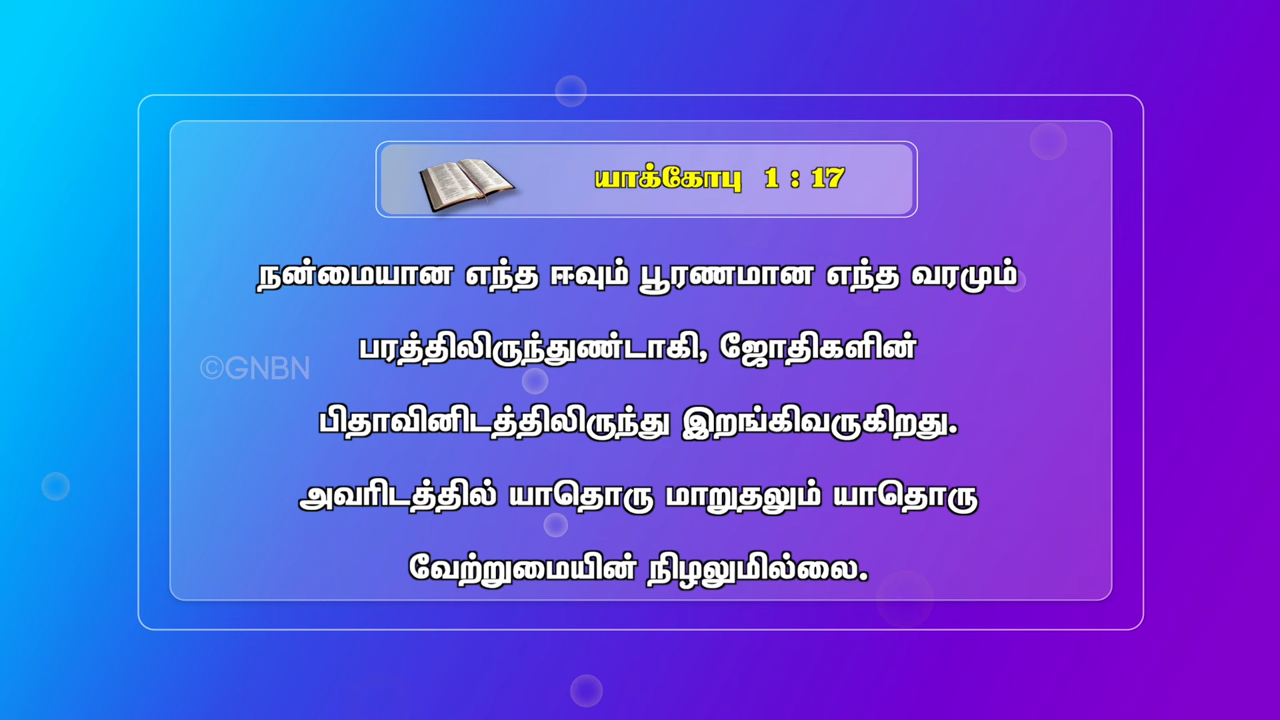 யாக்கோபு 1 : 17
நன்மையான எந்த ஈவும் பூரணமான எந்த வரமும்
பரத்திலிருந்துண்டாகி, ஜோதிகளின்
©GNBN
பிதாவினிடத்திலிருந்து இறங்கிவருகிறது.
அவரிடத்தில் யாதொரு மாறுதலும் யாதொரு
வேற்றுமையின் நிழலுமில்லை.